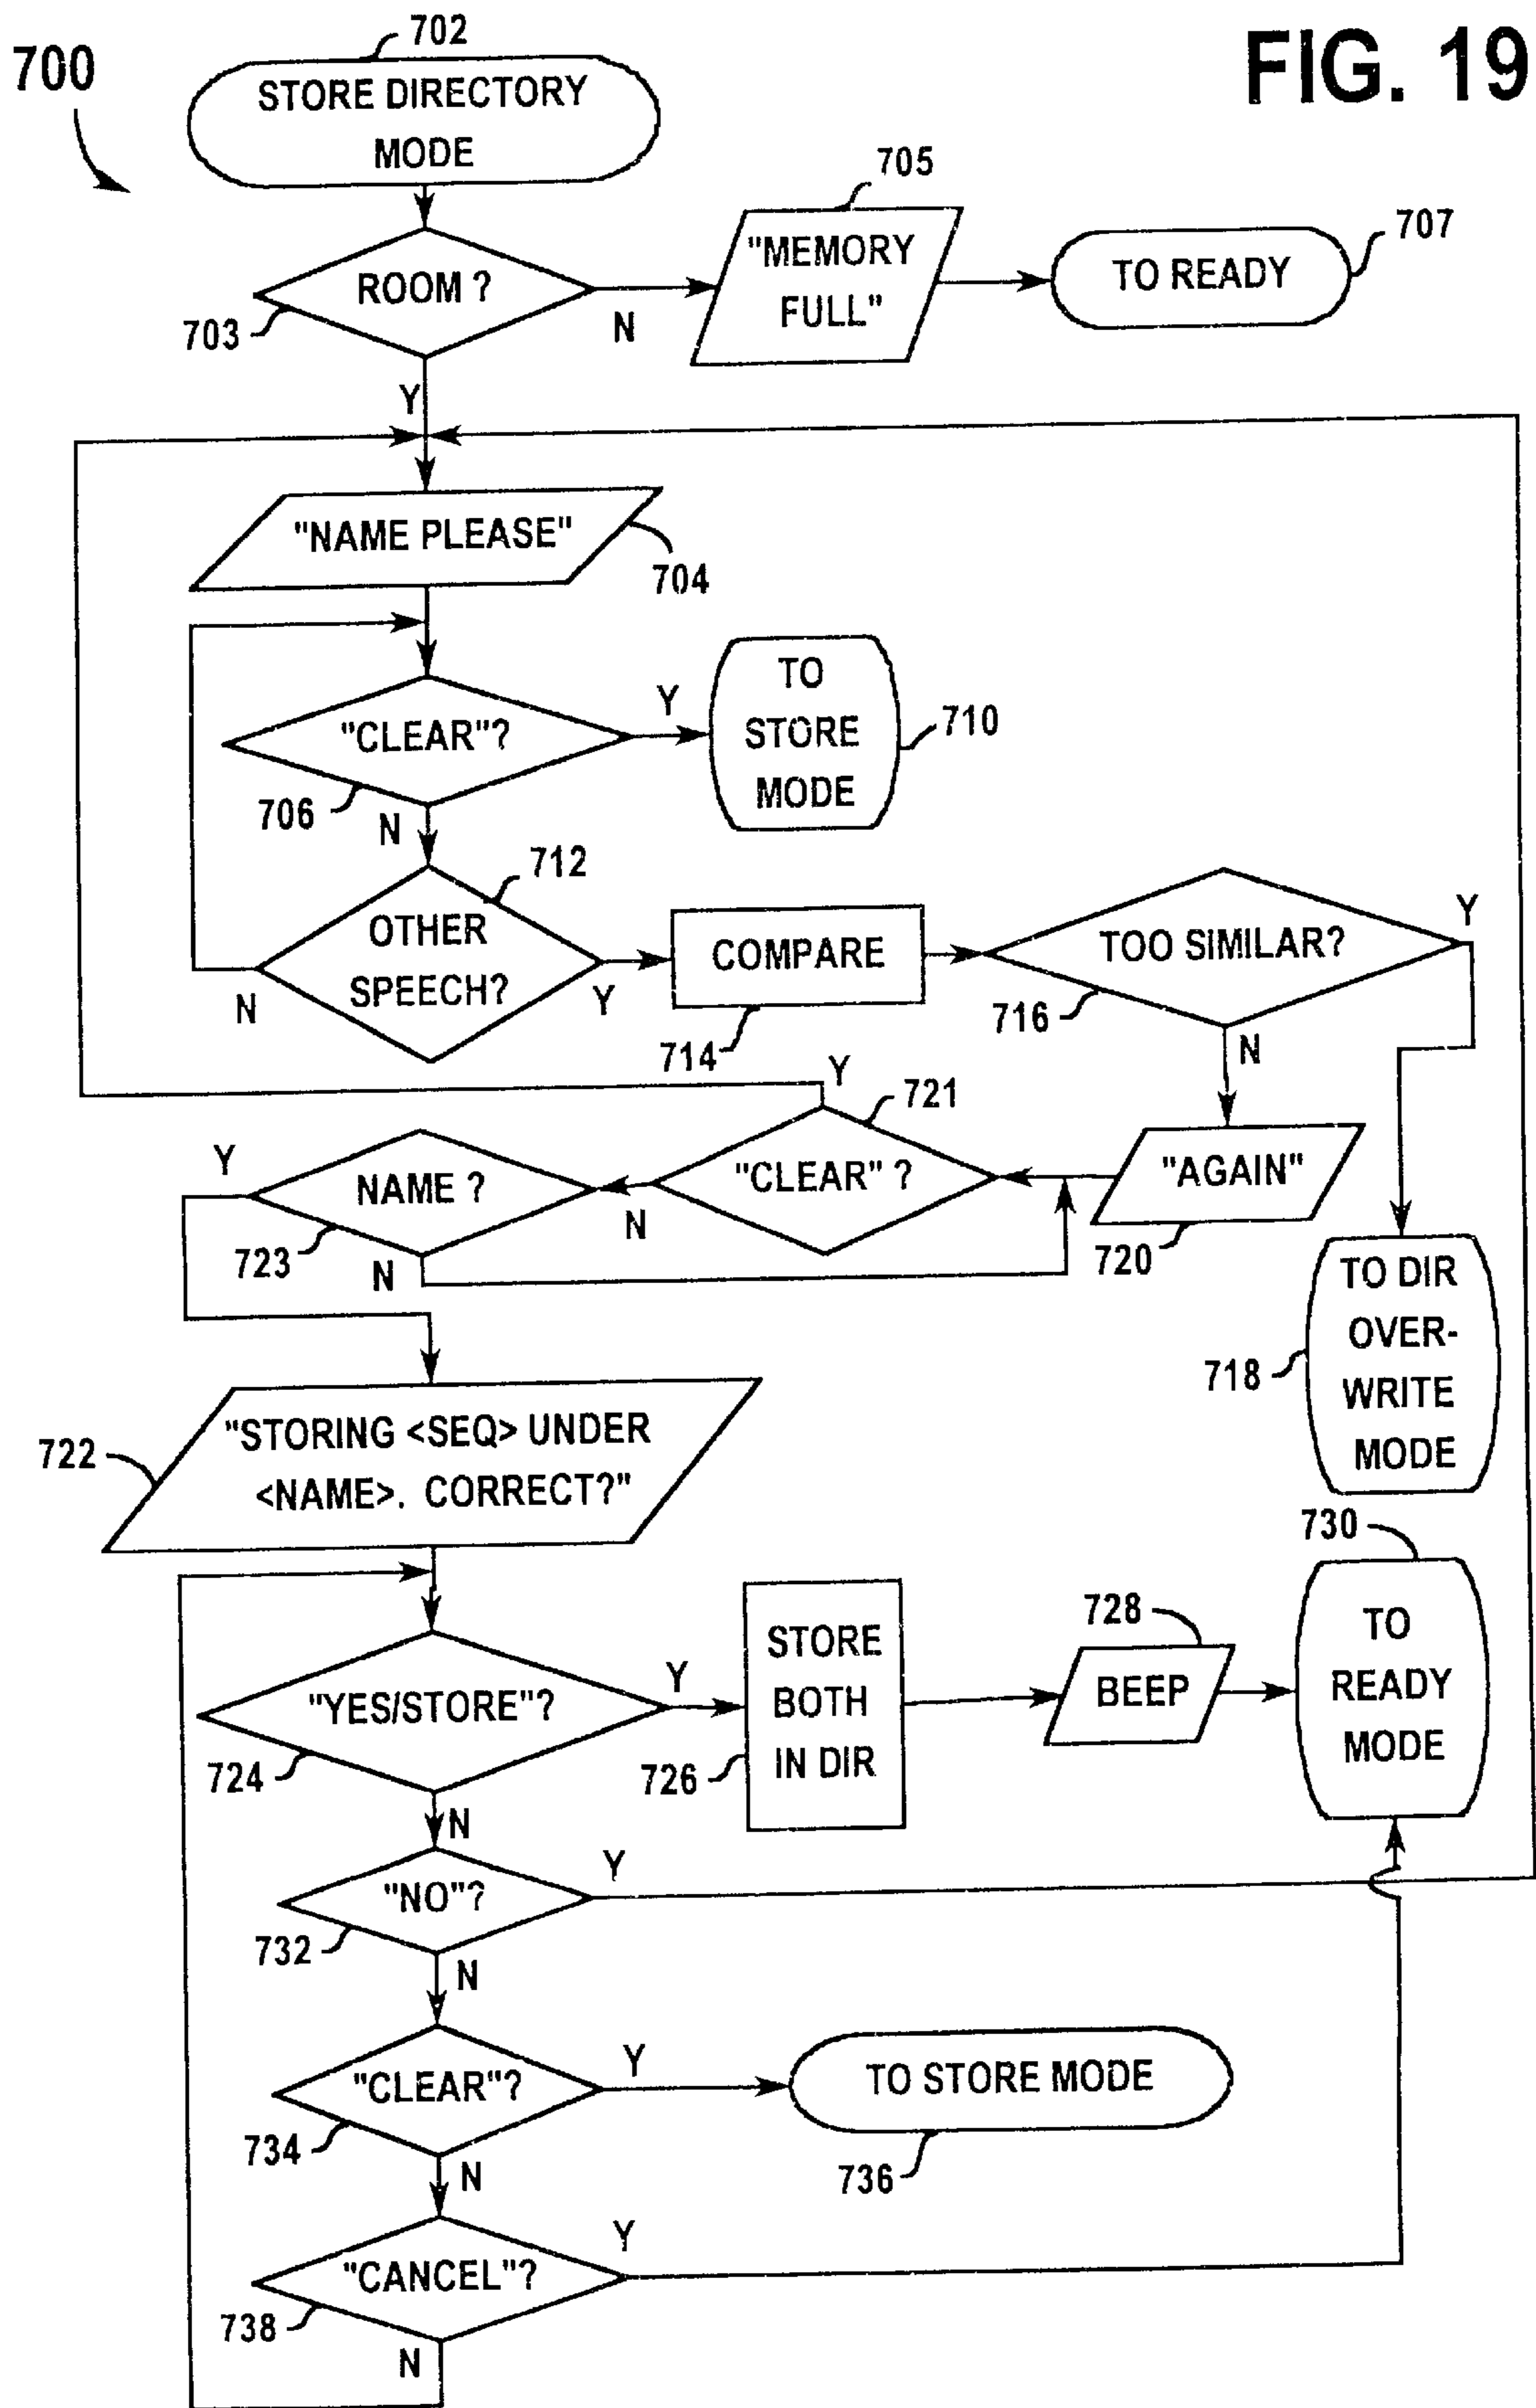 FIG. 19
700
702
STORE DIRECTORY
MODE
703
ROOM ?
N
Y
705
"MEMORY
FULL"
707
TO READY
"NAME PLEASE"
704
"CLEAR"?
706
Y
N
TO
STORE
MODE
710
712
OTHER
SPEECH?
N
Y
COMPARE
714
TOO SIMILAR?
716
Y
N
"AGAIN"
720
721
"CLEAR" ?
Y
N
NAME ?
723
Y
N
TO DIR
OVER-
WRITE
MODE
718
722
"STORING <SEQ> UNDER
<NAME>. CORRECT?"
"YES/STORE"?
724
Y
N
STORE
BOTH
IN DIR
726
728
BEEP
730
TO
READY
MODE
"NO"?
732
Y
N
"CLEAR"?
734
Y
N
TO STORE MODE
736
"CANCEL"?
738
Y
N